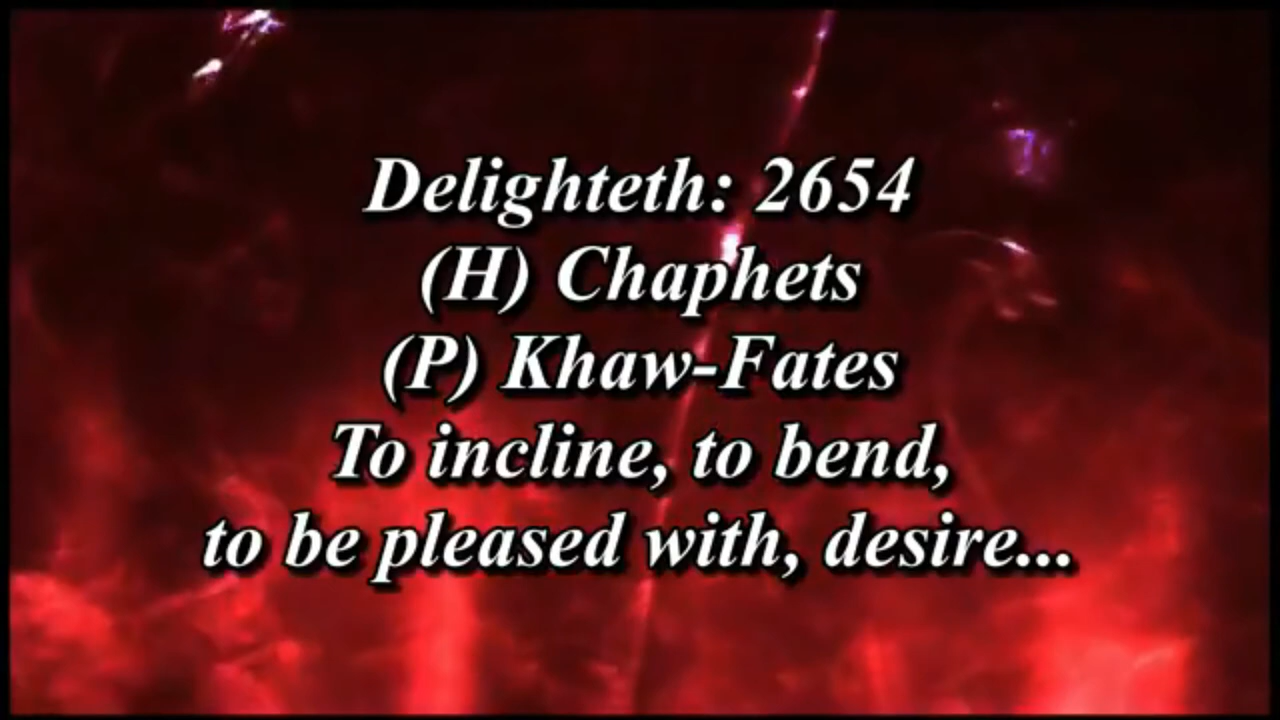 Delighteth: 2654
(H) Chaphets
(P) Khaw-Fates
To incline, to bend,
to be pleased with, desire...